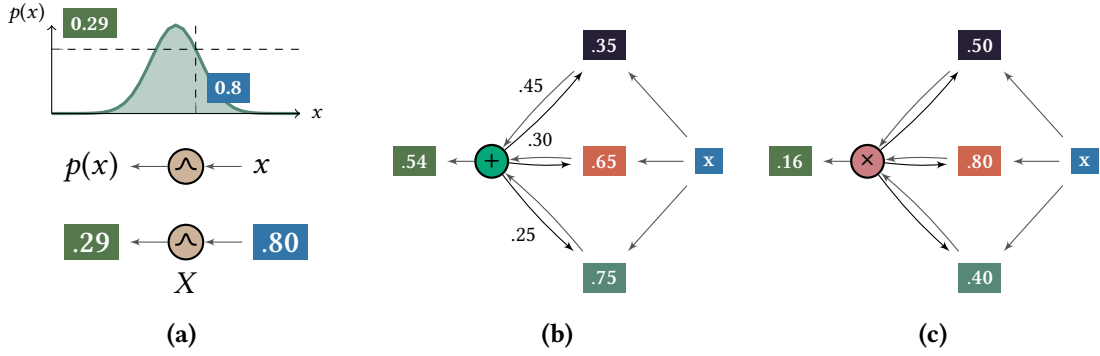 p(x)
0.29
0.8
x
p(x) x
.29 .80
X
(a)
.35
.45
.30
.54 + .65 x
.25
.75
(b)
.50
.16 × .80 x
.40
(c)